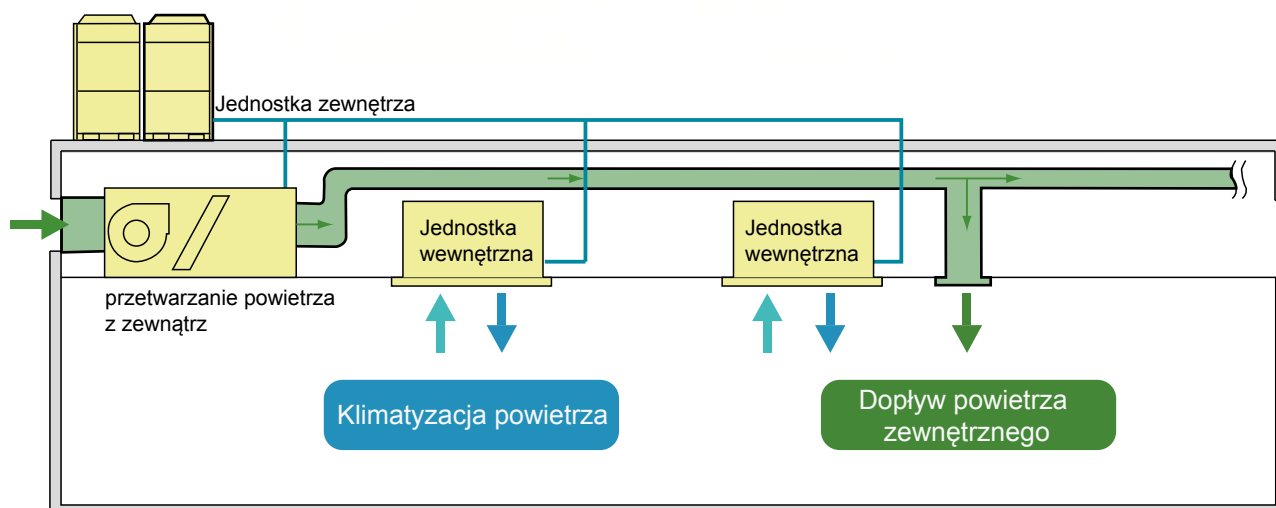 Jednostka zewnętrza
Jednostka
wewnętrzna
Jednostka
wewnętrzna
przetwarzanie powietrza
z zewnątrz
Klimatyzacja powietrza
Dopływ powietrza
zewnętrznego